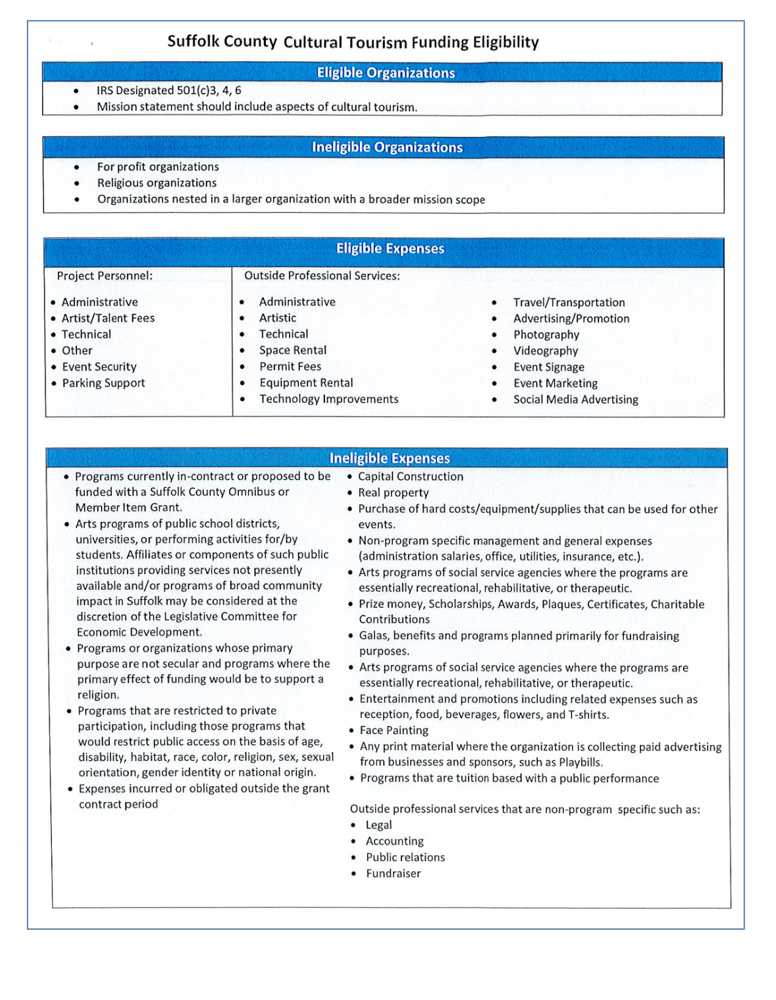 Suffolk County Cultural Tourism Funding Eligibility
Eligible Organizations
• IRS Designated 501(c)3, 4, 6
• Mission statement should include aspects of cultural tourism.
Ineligible Organizations
• For profit organizations
• Religious organizations
• Organizations nested in a larger organization with a broader mission scope
Eligible Expenses
Project Personnel:
• Administrative
• Artist/Talent Fees
• Technical
• Other
• Event Security
• Parking Support
Outside Professional Services:
• Administrative
• Artistic
• Technical
• Space Rental
• Permit Fees
• Equipment Rental
• Technology Improvements
• Travel/Transportation
• Advertising/Promotion
• Photography
• Videography
• Event Signage
• Event Marketing
• Social Media Advertising
Ineligible Expenses
• Programs currently in-contract or proposed to be
funded with a Suffolk County Omnibus or
Member Item Grant.
• Arts programs of public school districts,
universities, or performing activities for/by
students. Affiliates or components of such public
institutions providing services not presently
available and/or programs of broad community
impact in Suffolk may be considered at the
discretion of the Legislative Committee for
Economic Development.
• Programs or organizations whose primary
purpose are not secular and programs where the
primary effect of funding would be to support a
religion.
• Programs that are restricted to private
participation, including those programs that
would restrict public access on the basis of age,
disability, habitat, race, color, religion, sex, sexual
orientation, gender identity or national origin.
• Expenses incurred or obligated outside the grant
contract period
• Capital Construction
• Real property
• Purchase of hard costs/equipment/supplies that can be used for other
events.
• Non-program specific management and general expenses
(administration salaries, office, utilities, insurance, etc.).
• Arts programs of social service agencies where the programs are
essentially recreational, rehabilitative, or therapeutic.
• Prize money, Scholarships, Awards, Plaques, Certificates, Charitable
Contributions
• Galas, benefits and programs planned primarily for fundraising
purposes.
• Arts programs of social service agencies where the programs are
essentially recreational, rehabilitative, or therapeutic.
• Entertainment and promotions including related expenses such as
reception, food, beverages, flowers, and T-shirts.
• Face Painting
• Any print material where the organization is collecting paid advertising
from businesses and sponsors, such as Playbills.
• Programs that are tuition based with a public performance
Outside professional services that are non-program specific such as:
• Legal
• Accounting
• Public relations
• Fundraiser